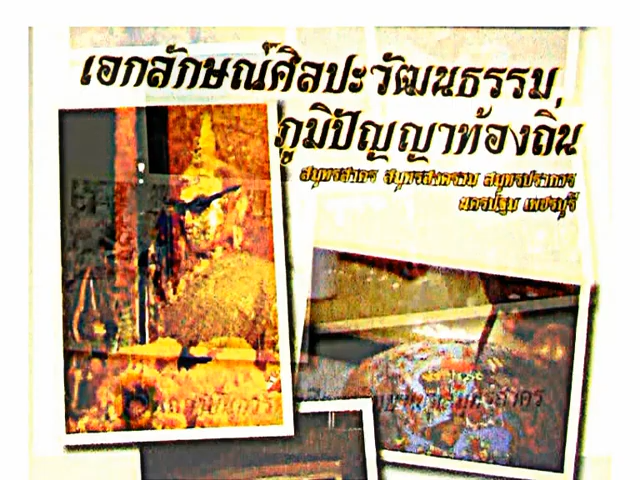 เอกลักษณ์ศิลปะวัฒนธรรม
ภูมิปัญญาท้องถิ่น
สมุทรสาคร สมุทรสงคราม สมุทรปราการ
นครปฐม เพชรบุรี